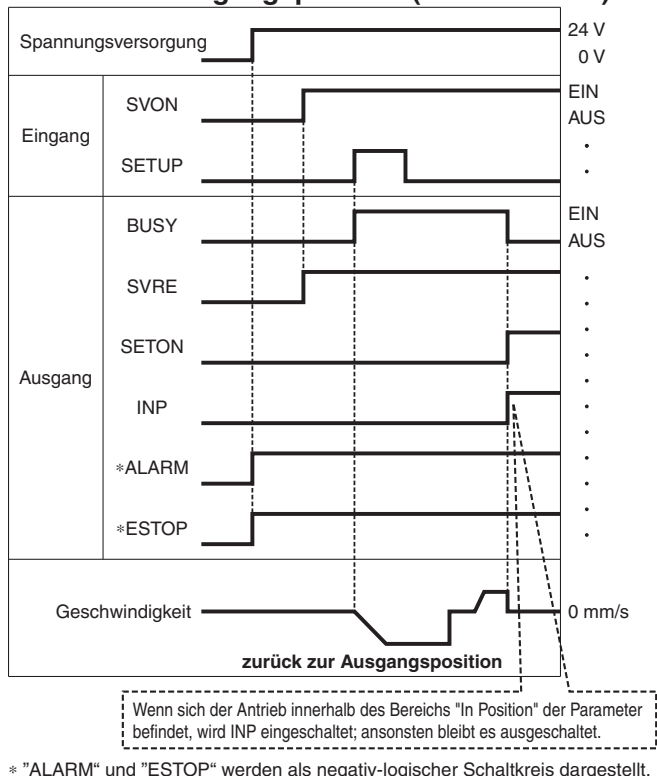 Spannungsversorgung
24 V
0 V
Eingang
SVON
EIN
AUS
SETUP
Ausgang
BUSY
EIN
AUS
SVRE
SETON
INP
*ALARM
*ESTOP
Geschwindigkeit
0 mm/s
zurück zur Ausgangsposition
Wenn sich der Antrieb innerhalb des Bereichs "In Position" der Parameter
befindet, wird INP eingeschaltet; ansonsten bleibt es ausgeschaltet.
* "ALARM“ und "ESTOP“ werden als negativ-logischer Schaltkreis dargestellt.